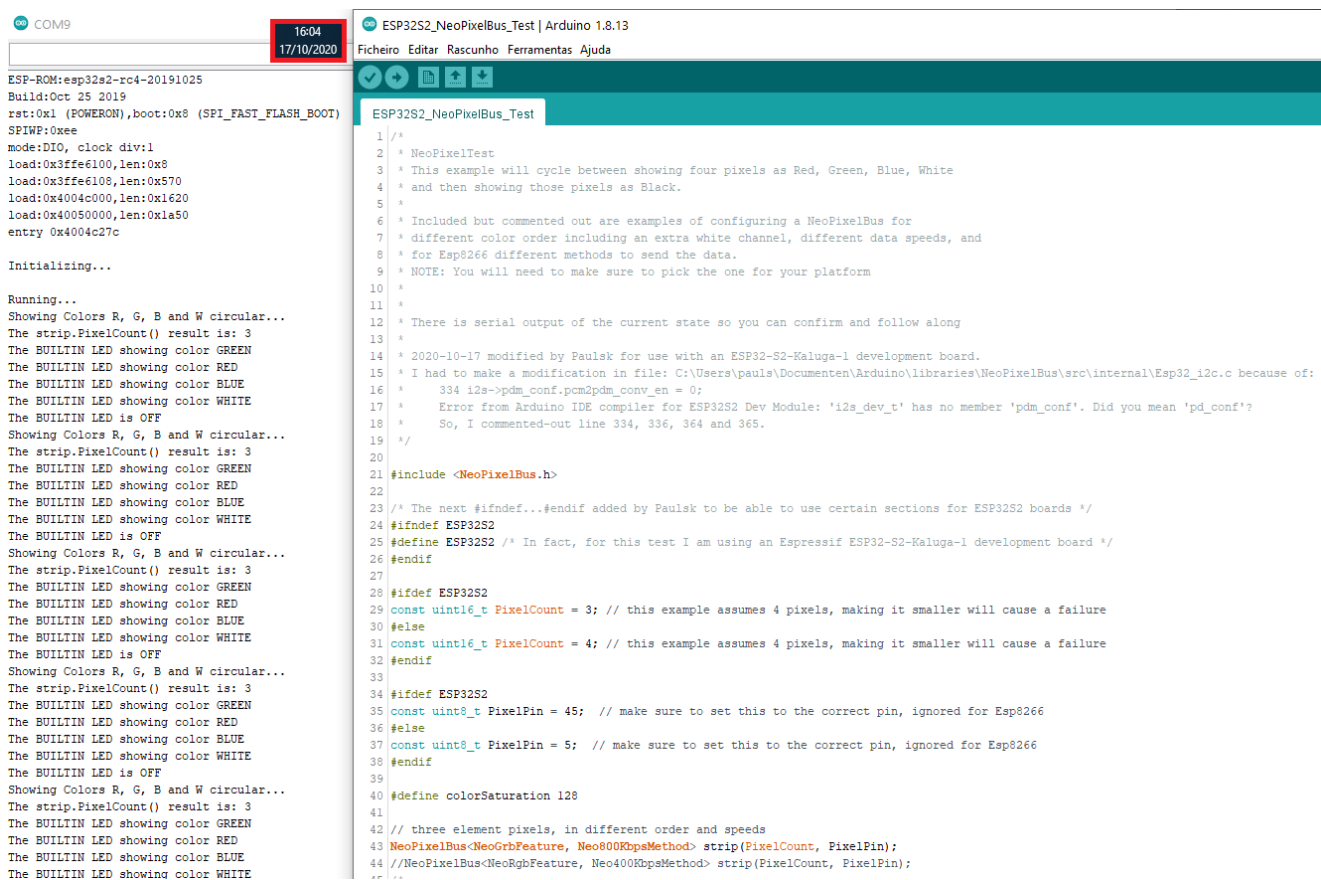 COM9
16:04
17/10/2020
ESP-ROM:esp32s2-rc4-20191025
Build:Oct 25 2019
rst:0x1 (POWERON),boot:0x8 (SPI_FAST_FLASH_BOOT)
SPIWP:0xee
mode:DIO, clock div:1
load:0x3ffe6100,len:0x8
load:0x3ffe6108,len:0x570
load:0x4004c000,len:0x1620
load:0x40050000,len:0x1a50
entry 0x4004c27c
Initializing...
Running...
Showing Colors R, G, B and W circular...
The strip.PixelCount() result is: 3
The BUILTIN LED showing color GREEN
The BUILTIN LED showing color RED
The BUILTIN LED showing color BLUE
The BUILTIN LED showing color WHITE
The BUILTIN LED is OFF
Showing Colors R, G, B and W circular...
The strip.PixelCount() result is: 3
The BUILTIN LED showing color GREEN
The BUILTIN LED showing color RED
The BUILTIN LED showing color BLUE
The BUILTIN LED showing color WHITE
The BUILTIN LED is OFF
Showing Colors R, G, B and W circular...
The strip.PixelCount() result is: 3
The BUILTIN LED showing color GREEN
The BUILTIN LED showing color RED
The BUILTIN LED showing color BLUE
The BUILTIN LED showing color WHITE
The BUILTIN LED is OFF
Showing Colors R, G, B and W circular...
The strip.PixelCount() result is: 3
The BUILTIN LED showing color GREEN
The BUILTIN LED showing color RED
The BUILTIN LED showing color BLUE
The BUILTIN LED showing color WHITE
The BUILTIN LED is OFF
Showing Colors R, G, B and W circular...
The strip.PixelCount() result is: 3
The BUILTIN LED showing color GREEN
The BUILTIN LED showing color RED
The BUILTIN LED showing color BLUE
The BUILTIN LED showing color WHITE
ESP32S2_NeoPixelBus_Test | Arduino 1.8.13
Ficheiro Editar Rascunho Ferramentas Ajuda
ESP32S2_NeoPixelBus_Test
1 /*
2 * NeoPixelTest
3 * This example will cycle between showing four pixels as Red, Green, Blue, White
4 * and then showing those pixels as Black.
5 *
6 * Included but commented out are examples of configuring a NeoPixelBus for
7 * different color order including an extra white channel, different data speeds, and
8 * for Esp8266 different methods to send the data.
9 * NOTE: You will need to make sure to pick the one for your platform
10 *
11 *
12 * There is serial output of the current state so you can confirm and follow along
13 *
14 * 2020-10-17 modified by Paulsk for use with an ESP32-S2-Kaluga-1 development board.
15 * I had to make a modification in file: C:\Users\pauls\Documenten\Arduino\libraries\NeoPixelBus\src\internal\Esp32_i2c.c because of:
16 * 334 i2s->pdm_conf.pcm2pdm_conv_en = 0;
17 * Error from Arduino IDE compiler for ESP32S2 Dev Module: 'i2s_dev_t' has no member 'pdm_conf'. Did you mean 'pd_conf'?
18 * So, I commented-out line 334, 336, 364 and 365.
19 */
20
21 #include <NeoPixelBus.h>
22
23 /* The next #ifndef...#endif added by Paulsk to be able to use certain sections for ESP32S2 boards */
24 #ifndef ESP32S2
25 #define ESP32S2 /* In fact, for this test I am using an Espressif ESP32-S2-Kaluga-1 development board */
26 #endif
27
28 #ifdef ESP32S2
29 const uint16_t PixelCount = 3; // this example assumes 4 pixels, making it smaller will cause a failure
30 #else
31 const uint16_t PixelCount = 4; // this example assumes 4 pixels, making it smaller will cause a failure
32 #endif
33
34 #ifdef ESP32S2
35 const uint8_t PixelPin = 45; // make sure to set this to the correct pin, ignored for Esp8266
36 #else
37 const uint8_t PixelPin = 5; // make sure to set this to the correct pin, ignored for Esp8266
38 #endif
39
40 #define colorSaturation 128
41
42 // three element pixels, in different order and speeds
43 NeoPixelBus<NeoGrbFeature, Neo800KbpsMethod> strip(PixelCount, PixelPin);
44 //NeoPixelBus<NeoRgbFeature, Neo400KbpsMethod> strip(PixelCount, PixelPin);